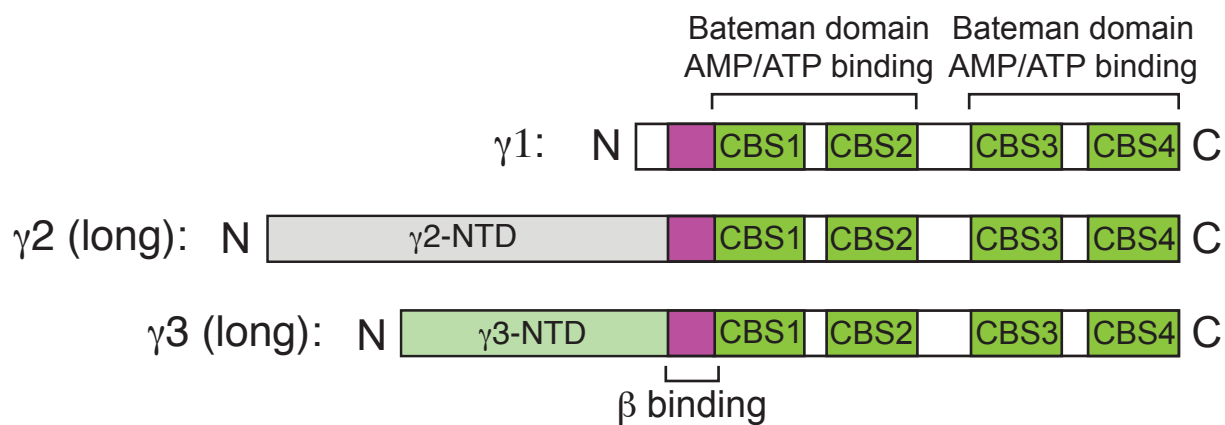 Bateman domain Bateman domain
AMP/ATP binding AMP/ATP binding
γ1: N CBS1 CBS2 CBS3 CBS4 C
γ2 (long): N γ2-NTD CBS1 CBS2 CBS3 CBS4 C
γ3 (long): N γ3-NTD CBS1 CBS2 CBS3 CBS4 C
β binding